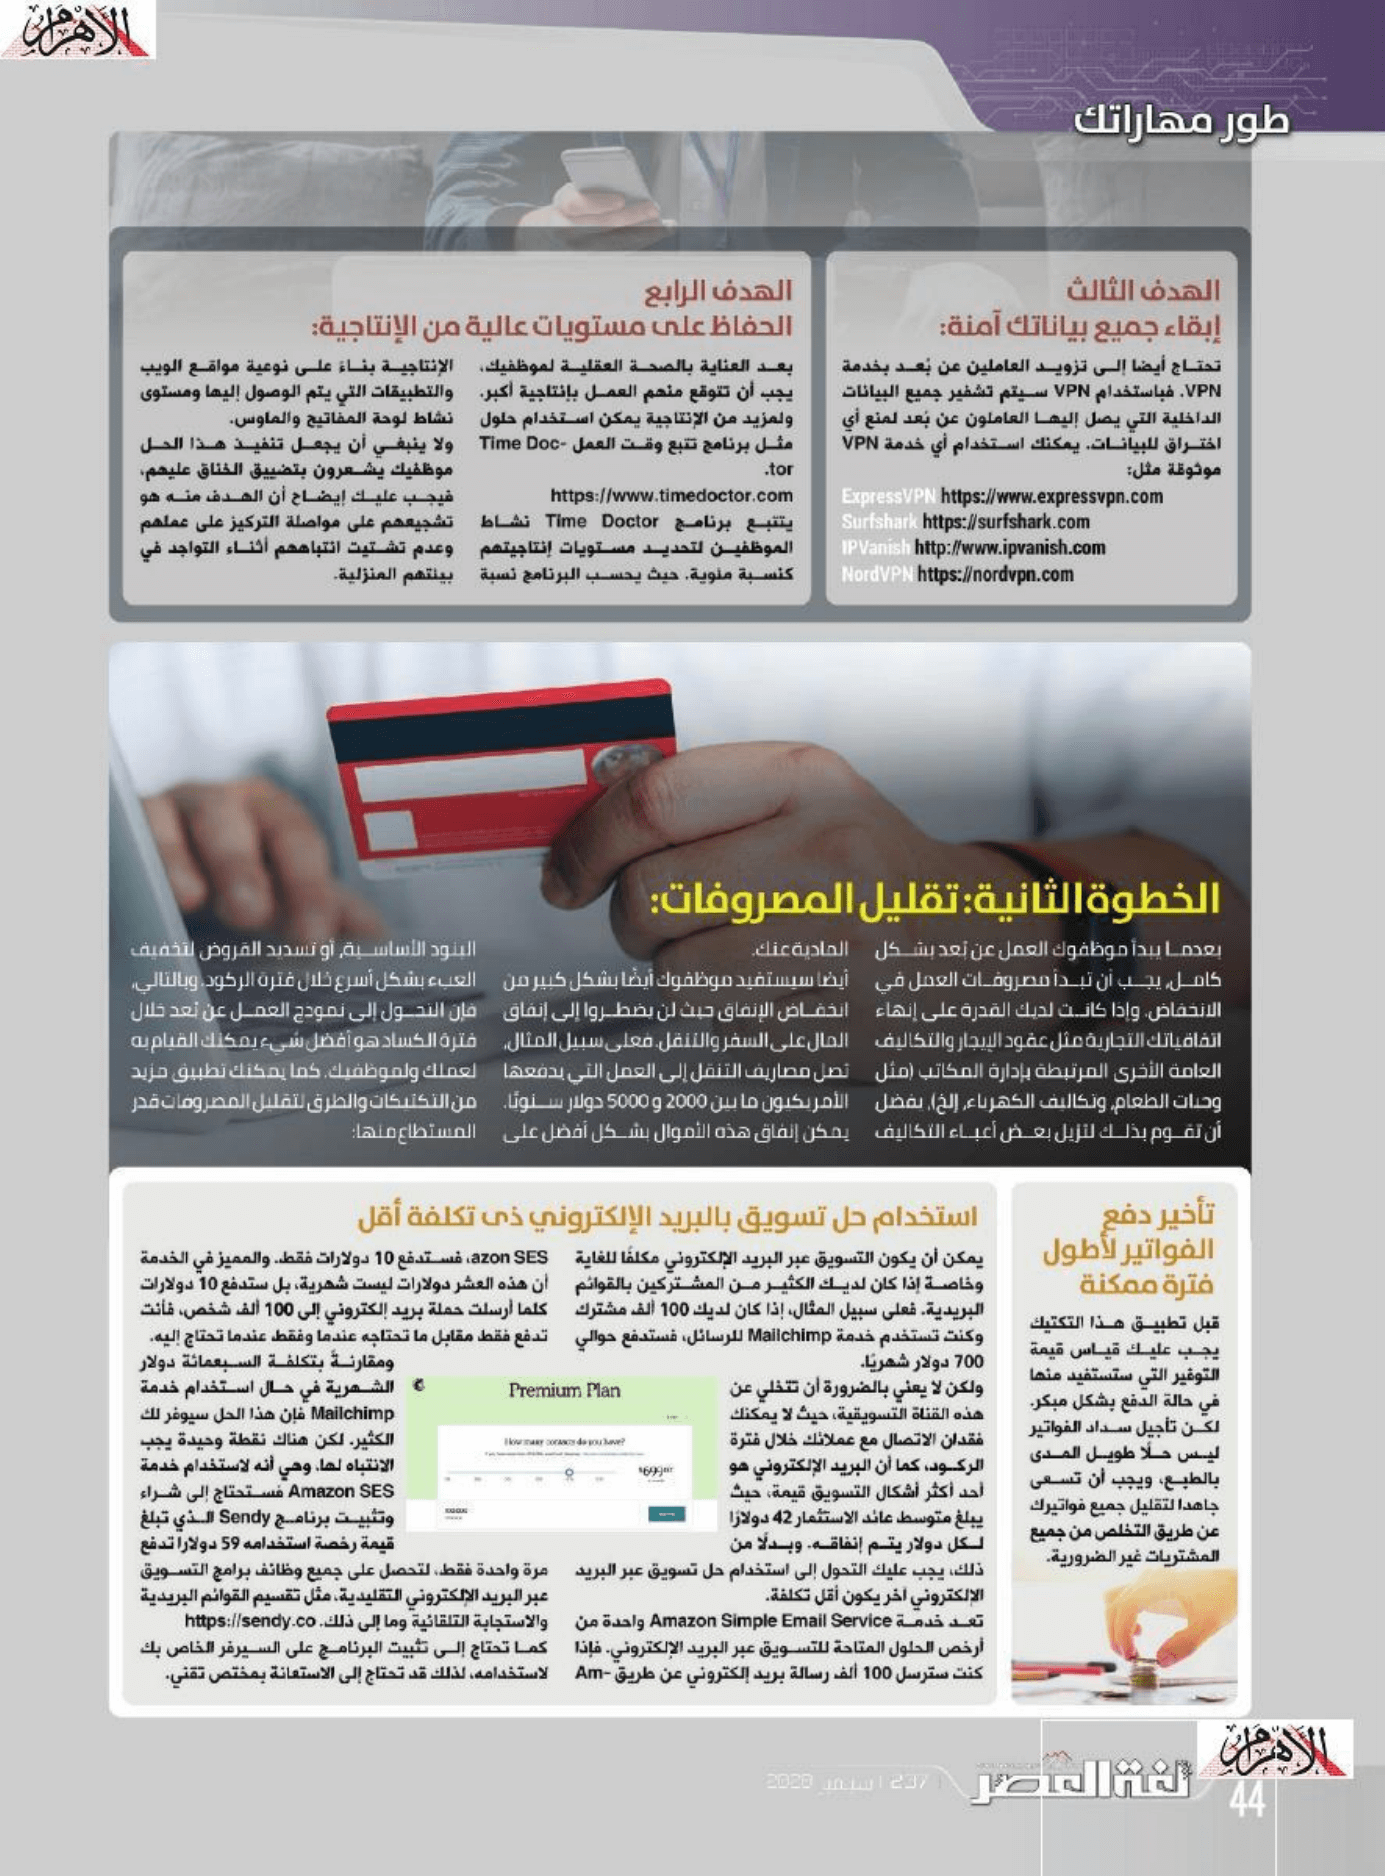 الأهرام
طور مهاراتك
الهدف الثالث
إبقاء جميع بياناتك آمنة:
تحتاج أيضا إلى تزويد العاملين عن بُعد بخدمة
VPN. فباستخدام VPN سيتم تشفير جميع البيانات
الداخلية التي يصل إليها العاملون عن بُعد لمنع أي
اختراق للبيانات. يمكنك استخدام أي خدمة VPN
موثوقة مثل:
ExpressVPN https://www.expressvpn.com
Surfshark https://surfshark.com
IPVanish http://www.ipvanish.com
NordVPN https://nordvpn.com
الهدف الرابع
الحفاظ على مستويات عالية من الإنتاجية:
بعد العناية بالصحة العقلية لموظفيك،
يجب أن تتوقع منهم العمل بإنتاجية أكبر.
ولمزيد من الإنتاجية يمكن استخدام حلول
مثل برنامج تتبع وقت العمل Time Doc-
tor.
https://www.timedoctor.com
يتتبع برنامج Time Doctor نشاط
الموظفين لتحديد مستويات إنتاجيتهم
كنسبة مئوية. حيث يحسب البرنامج نسبة
الإنتاجية بناءً على نوعية مواقع الويب
والتطبيقات التي يتم الوصول إليها ومستوى
نشاط لوحة المفاتيح والماوس.
ولا ينبغي أن يجعل تنفيذ هذا الحل
موظفيك يشعرون بتضييق الخناق عليهم،
فيجب عليك إيضاح أن الهدف منه هو
تشجيعهم على مواصلة التركيز على عملهم
وعدم تشتيت انتباههم أثناء التواجد في
بيئتهم المنزلية.
الخطوة الثانية: تقليل المصروفات:
بعدما يبدأ موظفوك العمل عن بُعد بشكل
كامل، يجب أن تبدأ مصروفات العمل في
الانخفاض. وإذا كانت لديك القدرة على إنهاء
اتفاقياتك التجارية مثل عقود الإيجار والتكاليف
العامة الأخرى المرتبطة بإدارة المكاتب (مثل
وجبات الطعام، وتكاليف الكهرباء، إلخ)، يفضل
أن تقوم بذلك لتزيل بعض أعباء التكاليف
المادية عنك.
أيضا سيستفيد موظفوك أيضًا بشكل كبير من
انخفاض الإنفاق حيث لن يضطروا إلى إنفاق
المال على السفر والتنقل. فعلى سبيل المثال،
تصل مصاريف التنقل إلى العمل التي يدفعها
الأمريكيون ما بين 2000 و 5000 دولار سنويًا.
يمكن إنفاق هذه الأموال بشكل أفضل على
البنود الأساسية، أو تسديد القروض لتخفيف
العبء بشكل أسرع خلال فترة الركود. وبالتالي،
فإن التحول إلى نموذج العمل عن بُعد خلال
فترة الكساد هو أفضل شيء يمكنك القيام به
لعملك ولموظفيك. كما يمكنك تطبيق مزيد
من التكتيكات والطرق لتقليل المصروفات قدر
المستطاع منها:
تأخير دفع
الفواتير لأطول
فترة ممكنة
قبل تطبيق هذا التكتيك
يجب عليك قياس قيمة
التوفير التي ستستفيد منها
في حالة الدفع بشكل مبكر.
لكن تأجيل سداد الفواتير
ليس حلًا طويل المدى
بالطبع، ويجب أن تسعى
جاهدا لتقليل جميع فواتيرك
عن طريق التخلص من جميع
المشتريات غير الضرورية.
استخدام حل تسويق بالبريد الإلكتروني ذى تكلفة أقل
يمكن أن يكون التسويق عبر البريد الإلكتروني مكلفًا للغاية
وخاصة إذا كان لديك الكثير من المشتركين بالقوائم
البريدية. فعلى سبيل المثال، إذا كان لديك 100 ألف مشترك
وكنت تستخدم خدمة Mailchimp للرسائل، فستدفع حوالي
700 دولار شهريًا.
ولكن لا يعني بالضرورة أن تتخلي عن
هذه القناة التسويقية، حيث لا يمكنك
فقدان الاتصال مع عملائك خلال فترة
الركود، كما أن البريد الإلكتروني هو
أحد أكثر أشكال التسويق قيمة، حيث
يبلغ متوسط عائد الاستثمار 42 دولارًا
لكل دولار يتم إنفاقه. وبدلًا من
ذلك، يجب عليك التحول إلى استخدام حل تسويق عبر البريد
الإلكتروني آخر يكون أقل تكلفة.
تعد خدمة Amazon Simple Email Service واحدة من
أرخص الحلول المتاحة للتسويق عبر البريد الإلكتروني. فإذا
كنت سترسل 100 ألف رسالة بريد إلكتروني عن طريق Am-
azon SES، فستدفع 10 دولارات فقط. والمميز في الخدمة
أن هذه العشر دولارات ليست شهرية، بل ستدفع 10 دولارات
كلما أرسلت حملة بريد إلكتروني إلى 100 ألف شخص، فأنت
تدفع فقط مقابل ما تحتاجه عندما وفقط عندما تحتاج إليه.
ومقارنةً بتكلفة السبعمائة دولار
الشهرية في حال استخدام خدمة
Mailchimp فإن هذا الحل سيوفر لك
الكثير. لكن هناك نقطة وحيدة يجب
الانتباه لها، وهي أنه لاستخدام خدمة
Amazon SES فستحتاج إلى شراء
وتثبيت برنامج Sendy الذي تبلغ
قيمة رخصة استخدامه 59 دولارا تدفع
مرة واحدة فقط، لتحصل على جميع وظائف برامج التسويق
عبر البريد الإلكتروني التقليدية، مثل تقسيم القوائم البريدية
والاستجابة التلقائية وما إلى ذلك. https://sendy.co
كما تحتاج إلى تثبيت البرنامج على السيرفر الخاص بك
لاستخدامه، لذلك قد تحتاج إلى الاستعانة بمختص تقني.
Premium Plan
How many contacts do you have?
$699
الأهرام
لغة العصر
237 | سبتمبر 2020
44